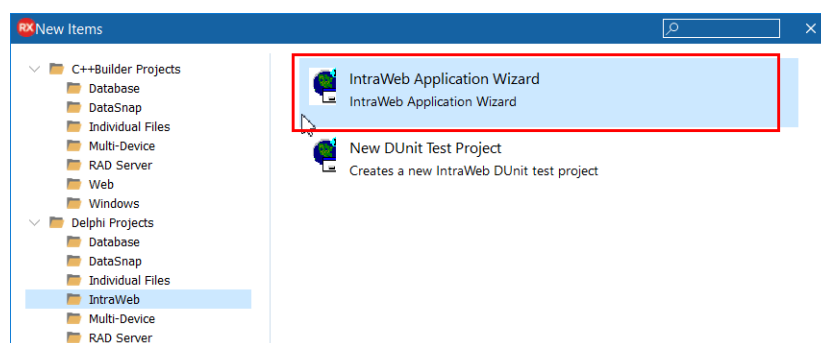 RX New Items
C++Builder Projects
Database
DataSnap
Individual Files
Multi-Device
RAD Server
Web
Windows
Delphi Projects
Database
DataSnap
Individual Files
IntraWeb
Multi-Device
RAD Server
IntraWeb Application Wizard
IntraWeb Application Wizard
New DUnit Test Project
Creates a new IntraWeb DUnit test project